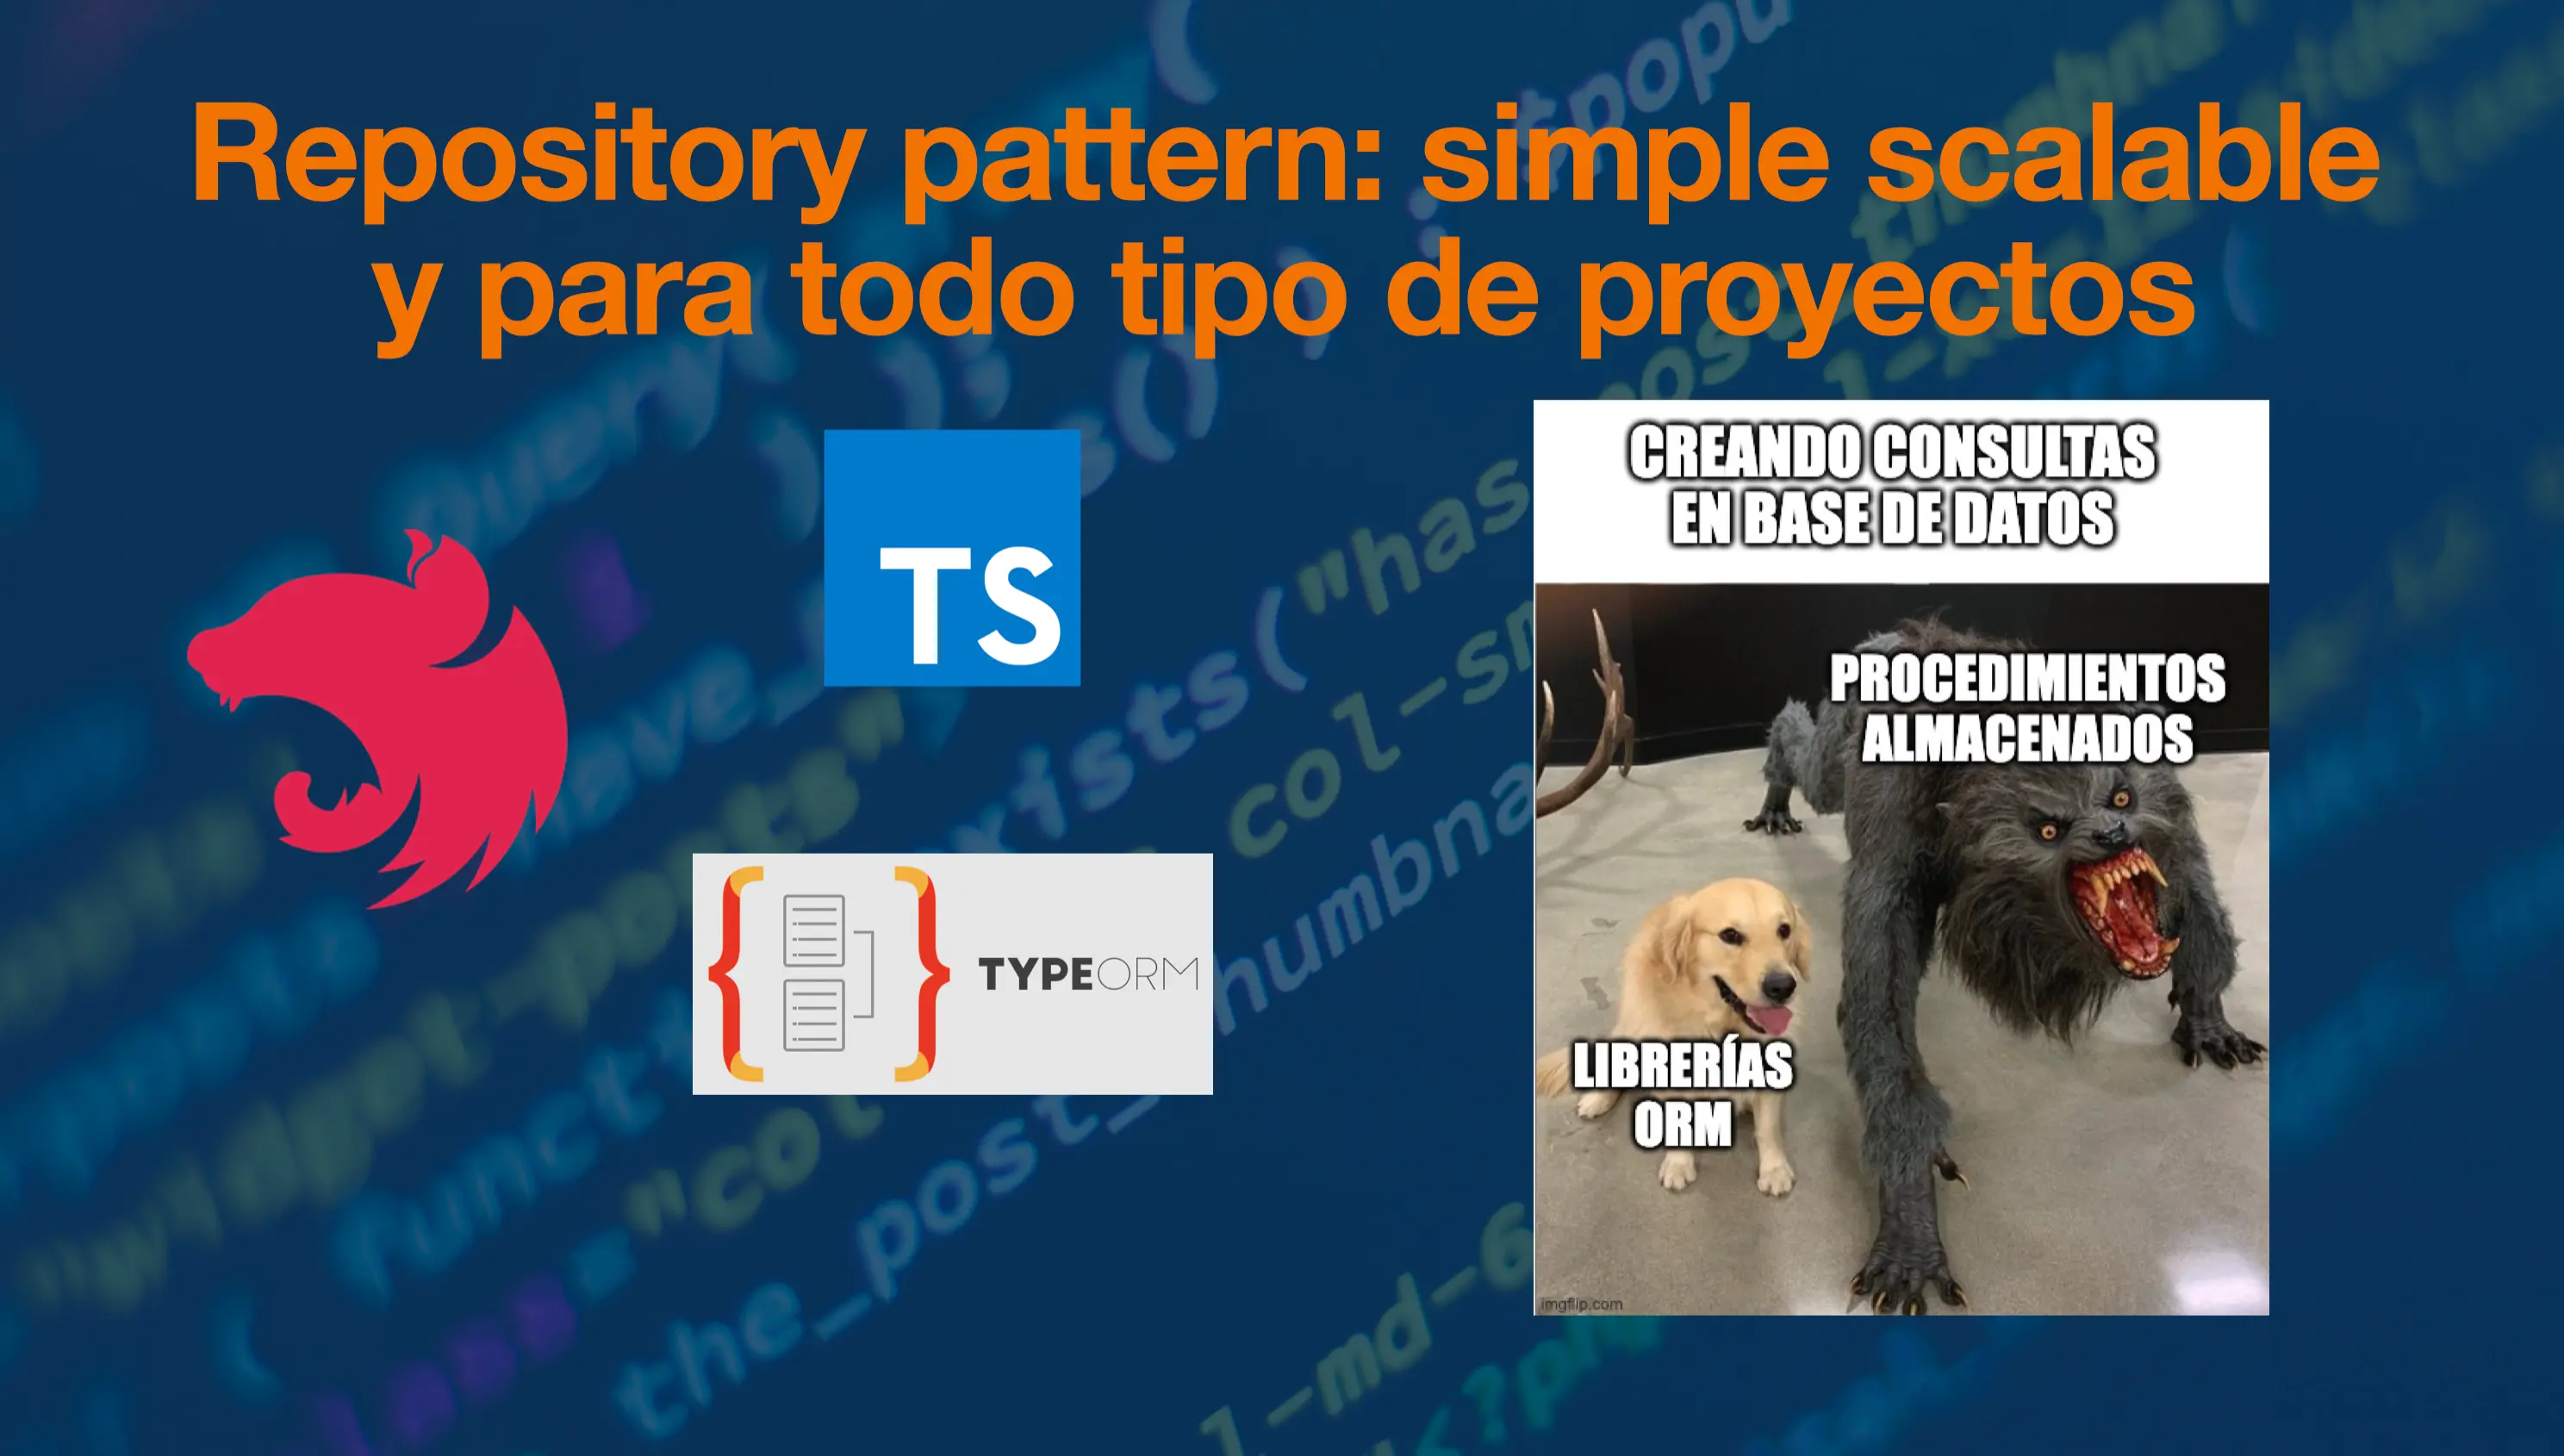 Repository pattern: simple scalable
y para todo tipo de proyectos
TS
TYPEORM
CREANDO CONSULTAS
EN BASE DE DATOS
PROCEDIMIENTOS
ALMACENADOS
LIBRERÍAS
ORM
imgflip.com